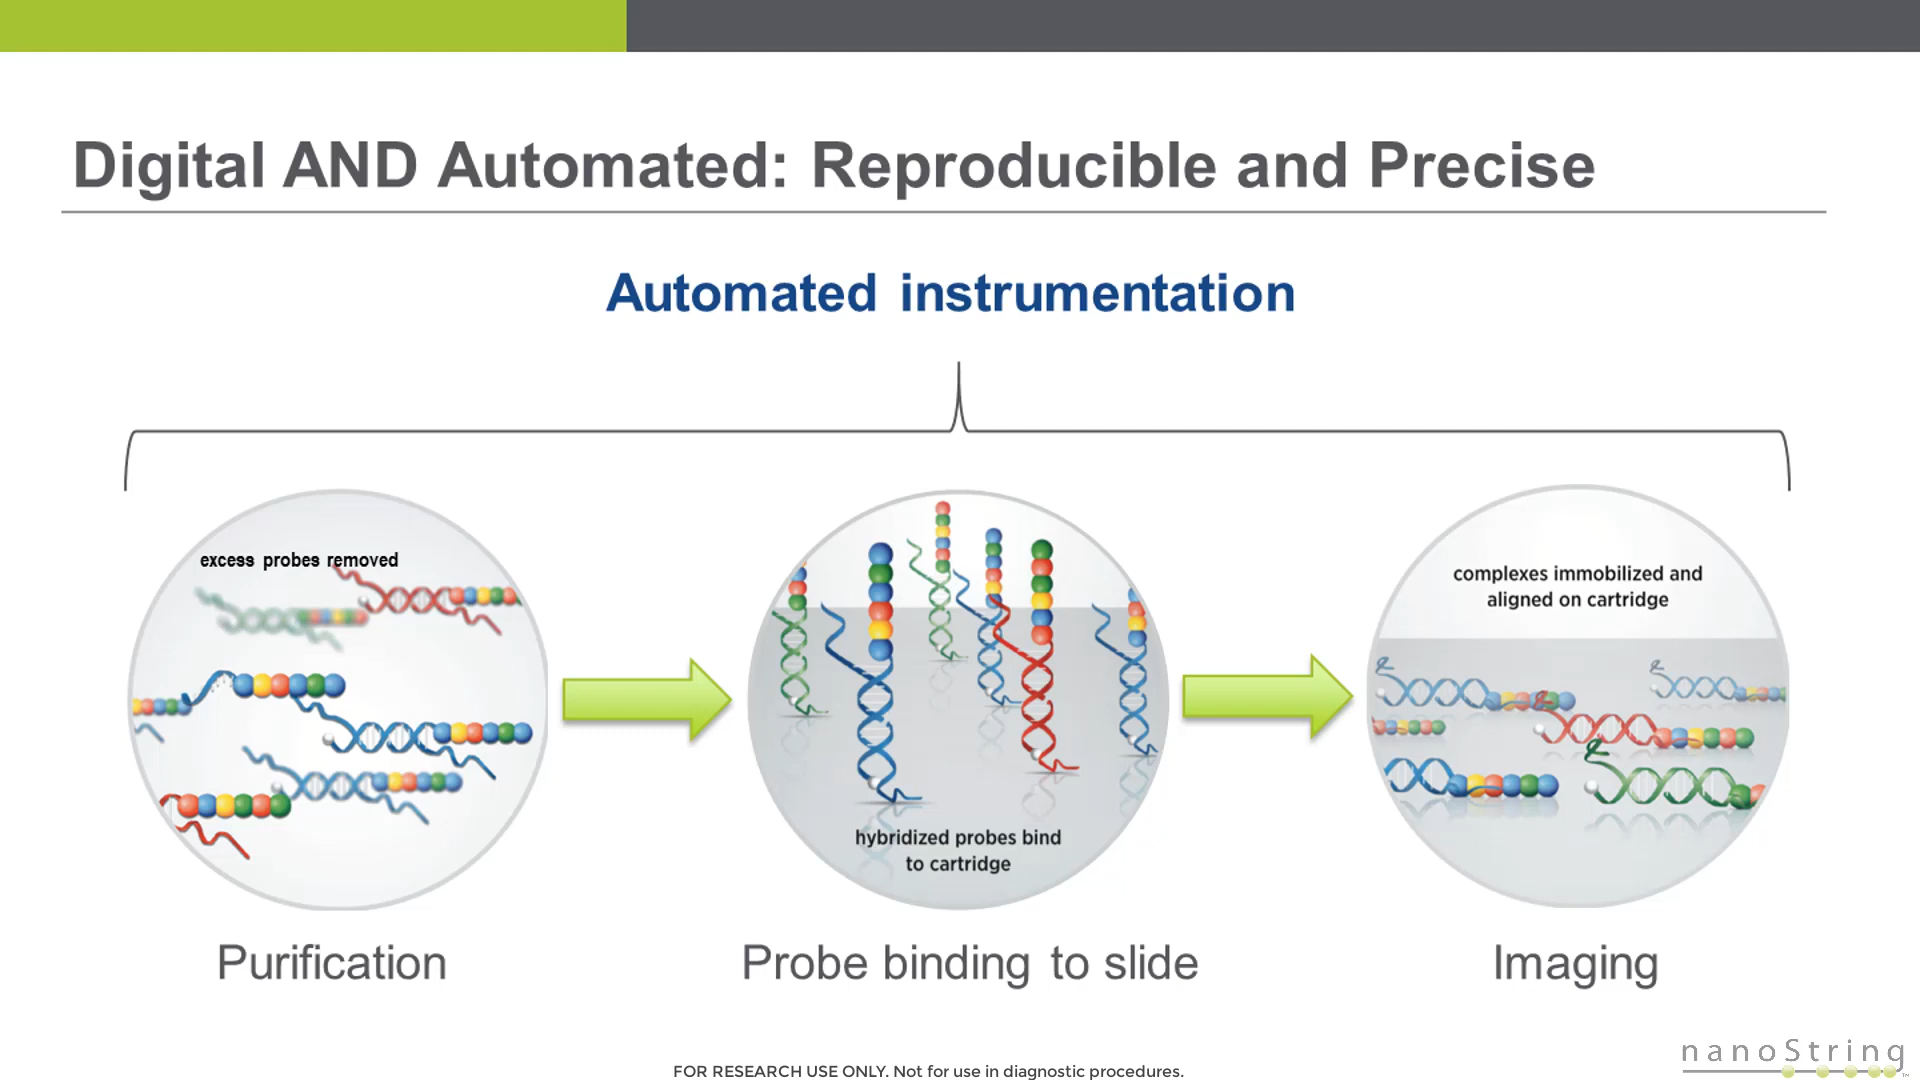 Digital AND Automated: Reproducible and Precise
Automated instrumentation
excess probes removed
hybridized probes bind
to cartridge
complexes immobilized and
aligned on cartridge
Purification
Probe binding to slide
Imaging
FOR RESEARCH USE ONLY. Not for use in diagnostic procedures.
nanoString™